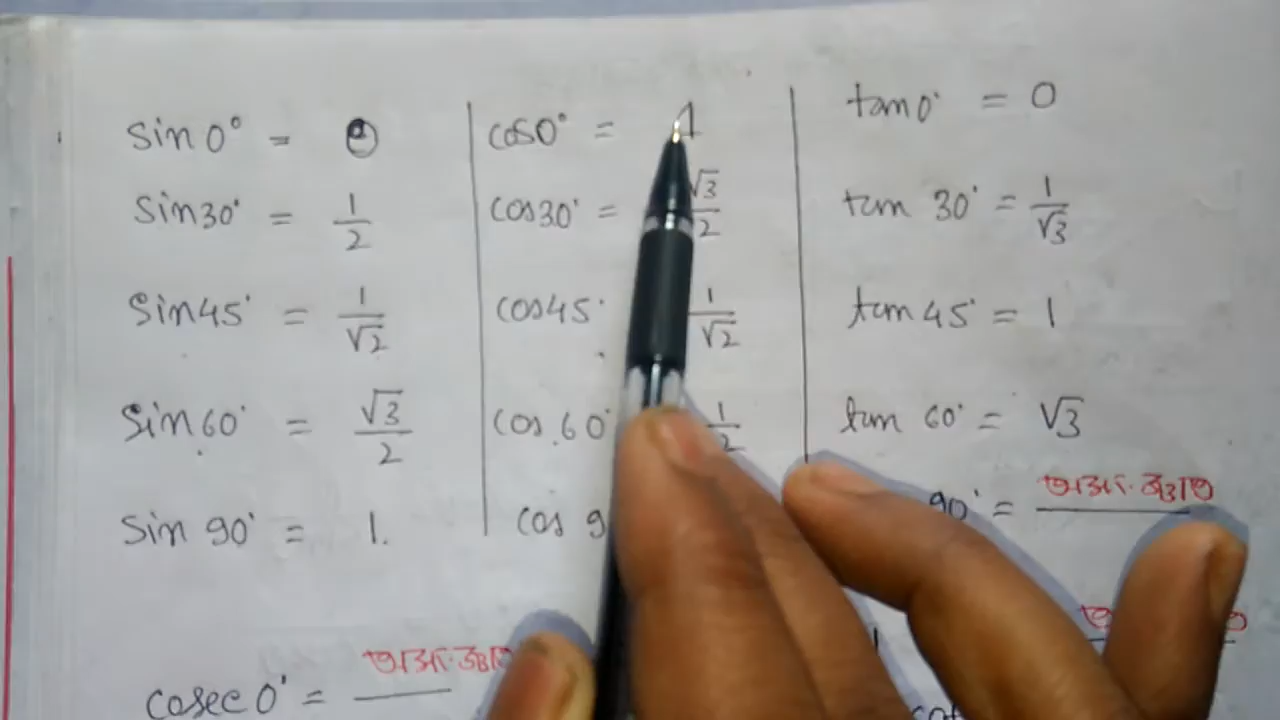 sin 0° = 0
sin 30° = 1/2
sin 45° = 1/√2
sin 60° = √3/2
sin 90° = 1.
cos 0° = 1
cos 30° = √3/2
cos 45° 1/√2
cos 60° 1/2
cos 9
tan 0° = 0
tan 30° = 1/√3
tan 45° = 1
tan 60° = √3
90° =
cosec 0° =